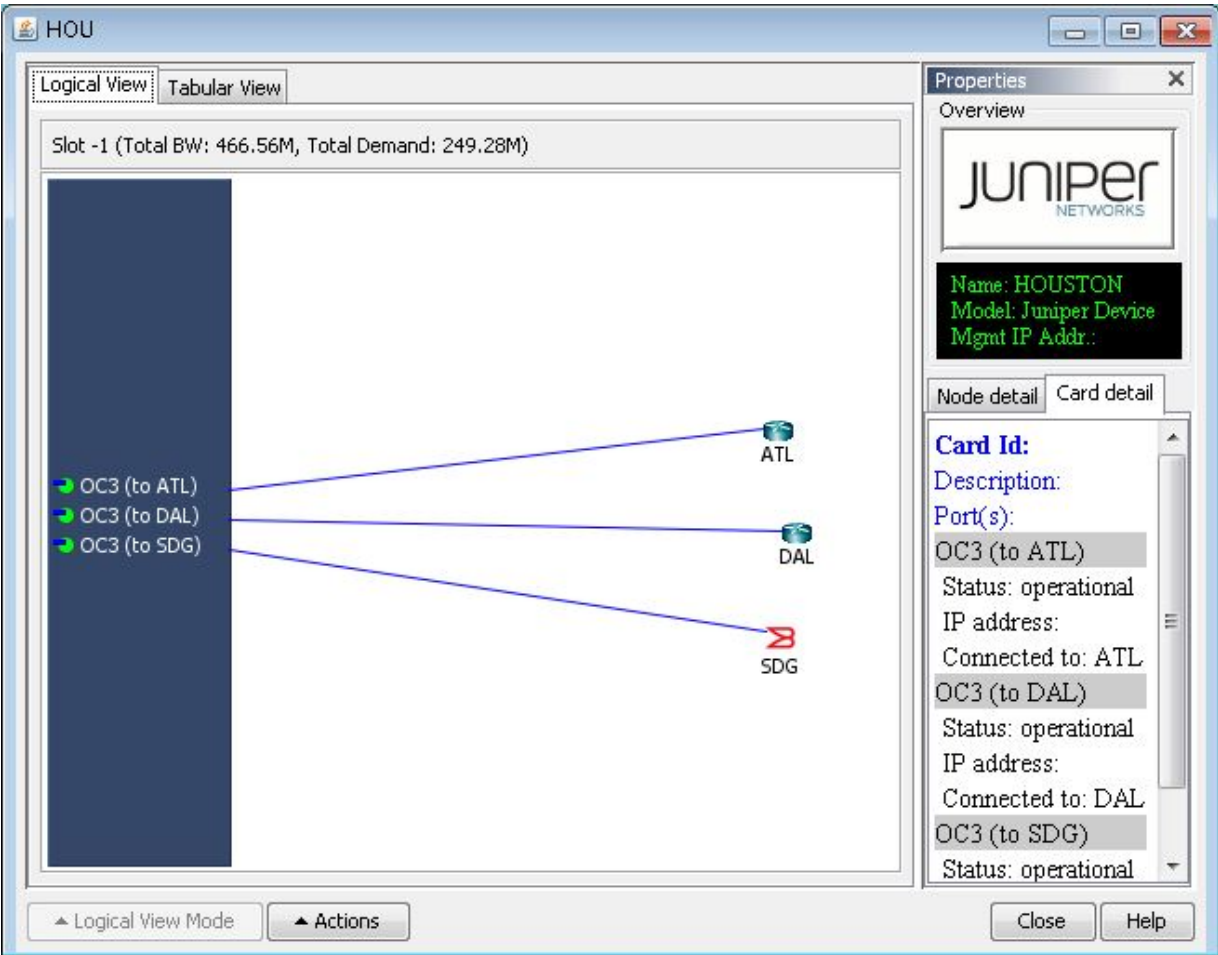 HOU
Logical View
Tabular View
Slot -1 (Total BW: 466.56M, Total Demand: 249.28M)
OC3 (to ATL)
OC3 (to DAL)
OC3 (to SDG)
ATL
DAL
SDG
Properties
Overview
JUNIPER
NETWORKS
Name: HOUSTON
Model: Juniper Device
Mgmt IP Addr.:
Node detail
Card detail
Card Id:
Description:
Port(s):
OC3 (to ATL)
Status: operational
IP address:
Connected to: ATL
OC3 (to DAL)
Status: operational
IP address:
Connected to: DAL
OC3 (to SDG)
Status: operational
Logical View Mode
Actions
Close
Help